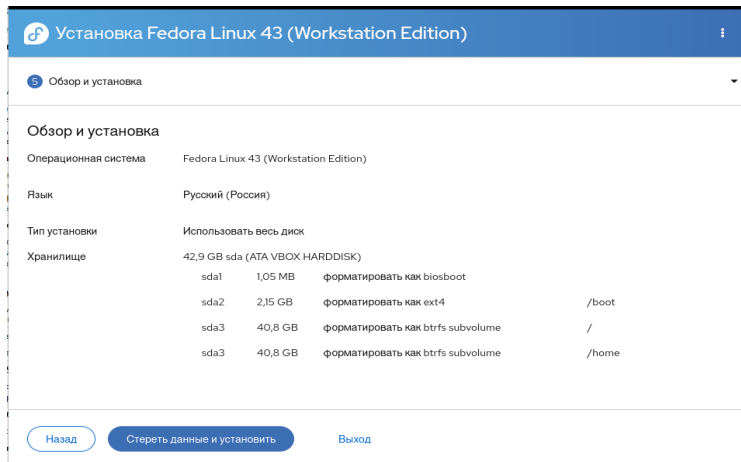 Установка Fedora Linux 43 (Workstation Edition)
5 Обзор и установка
Обзор и установка
Операционная система Fedora Linux 43 (Workstation Edition)
Язык Русский (Россия)
Тип установки Использовать весь диск
Хранилище 42,9 GB sda (ATA VBOX HARDDISK)
sda1 1,05 MB форматировать как biosboot
sda2 2,15 GB форматировать как ext4 /boot
sda3 40,8 GB форматировать как btrfs subvolume /
sda3 40,8 GB форматировать как btrfs subvolume /home
Назад Стереть данные и установить Выход